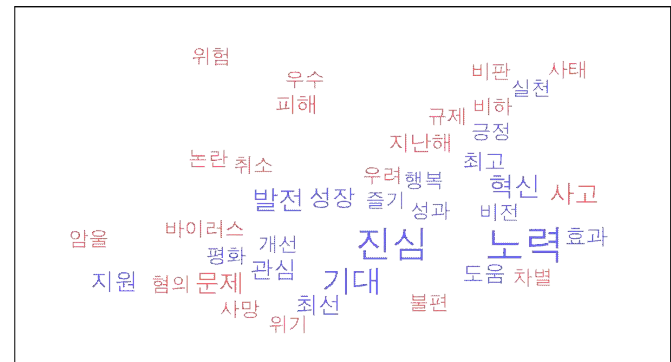 위험
우수
비판 사태
실천
피해
규제 비하
긍정
지난해
논란 취소
최고
우려 행복
혁신 사고
발전 성장 즐기
성과 비전
암울 바이러스
진심 노력 효과
평화 개선
관심
지원 혐의 문제
기대
도움 차별
사망 최선
불편
위기